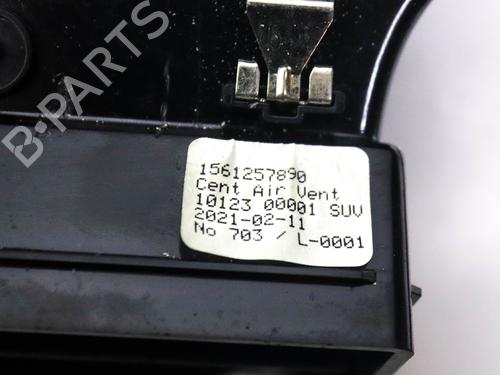 B-PARTS
1561257890
Cent Air Vent
10123 00001 SUV
2021-02-11
No 703 / L-0001